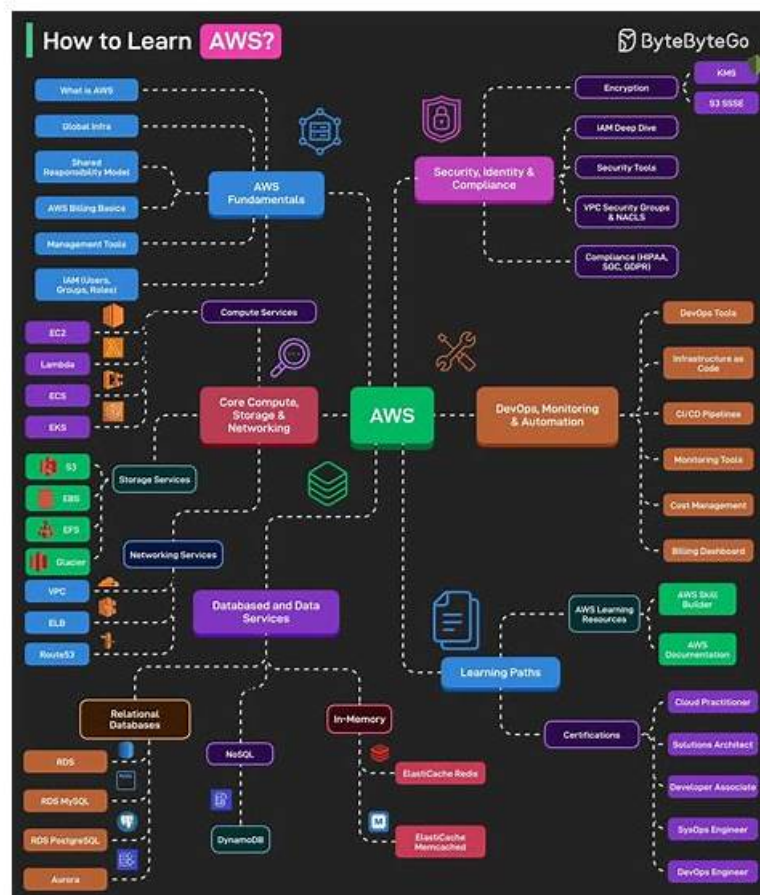 How to Learn AWS?
ByteByteGo
What is AWS
Global Infra
Shared
Responsibility Model
AWS Billing Basics
Management Tools
IAM (Users,
Groups, Roles)
AWS
Fundamentals
Security, Identity &
Compliance
Encryption
KMS
S3 SSSE
IAM Deep Dive
Security Tools
VPC Security Groups
& NACLS
Compliance (HIPAA,
SOC, GDPR)
Compute Services
EC2
Lambda
ECS
EKS
Core Compute,
Storage &
Networking
AWS
DevOps, Monitoring
& Automation
DevOps Tools
Infrastructure as
Code
CI/CD Pipelines
Monitoring Tools
Cost Management
Billing Dashboard
S3
EBS
EFS
Glacier
Storage Services
Networking Services
VPC
ELB
Route53
Databased and Data
Services
Learning Paths
AWS Learning
Resources
AWS Skill
Builder
AWS
Documentation
Certifications
Cloud Practitioner
Solutions Architect
Developer Associate
SysOps Engineer
DevOps Engineer
Relational
Databases
RDS
RDS MySQL
RDS PostgreSQL
Aurora
NoSQL
DynamoDB
In-Memory
ElastiCache Redis
M
ElastiCache
Memcached